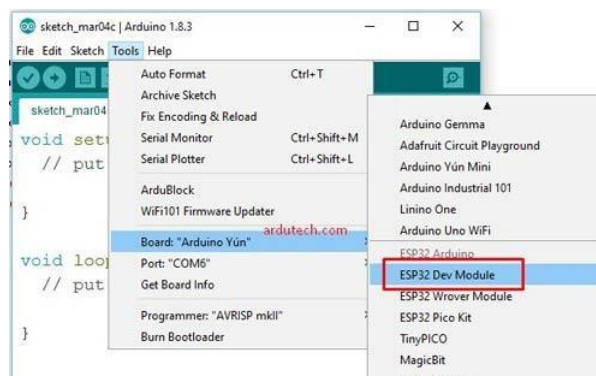 sketch_mar04c | Arduino 1.8.3
File Edit Sketch Tools Help
sketch_mar04
void setu
// put
}
void loop
// put
}
Auto Format Ctrl+T
Archive Sketch
Fix Encoding & Reload
Serial Monitor Ctrl+Shift+M
Serial Plotter Ctrl+Shift+L
ArduBlock
WiFi101 Firmware Updater
ardutech.com
Board: "Arduino Yún"
Port: "COM6"
Get Board Info
Programmer: "AVRISP mkII"
Burn Bootloader
Arduino Gemma
Adafruit Circuit Playground
Arduino Yún Mini
Arduino Industrial 101
Linino One
Arduino Uno WiFi
ESP32 Arduino
ESP32 Dev Module
ESP32 Wrover Module
ESP32 Pico Kit
TinyPICO
MagicBit